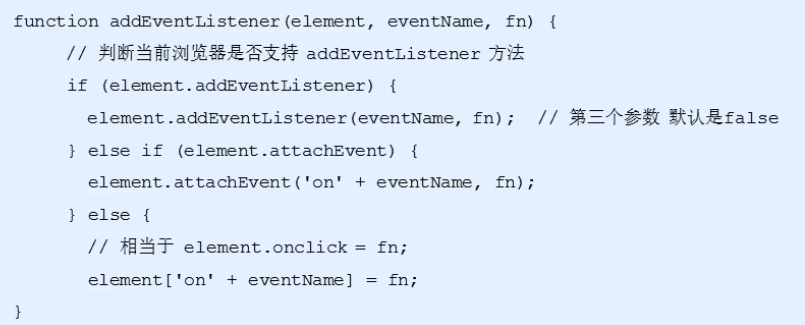 function addEventListener(element, eventName, fn) {
// 判断当前浏览器是否支持 addEventListener 方法
if (element.addEventListener) {
element.addEventListener(eventName, fn);  // 第三个参数 默认是false
} else if (element.attachEvent) {
element.attachEvent('on' + eventName, fn);
} else {
// 相当于 element.onclick = fn;
element['on' + eventName] = fn;
}